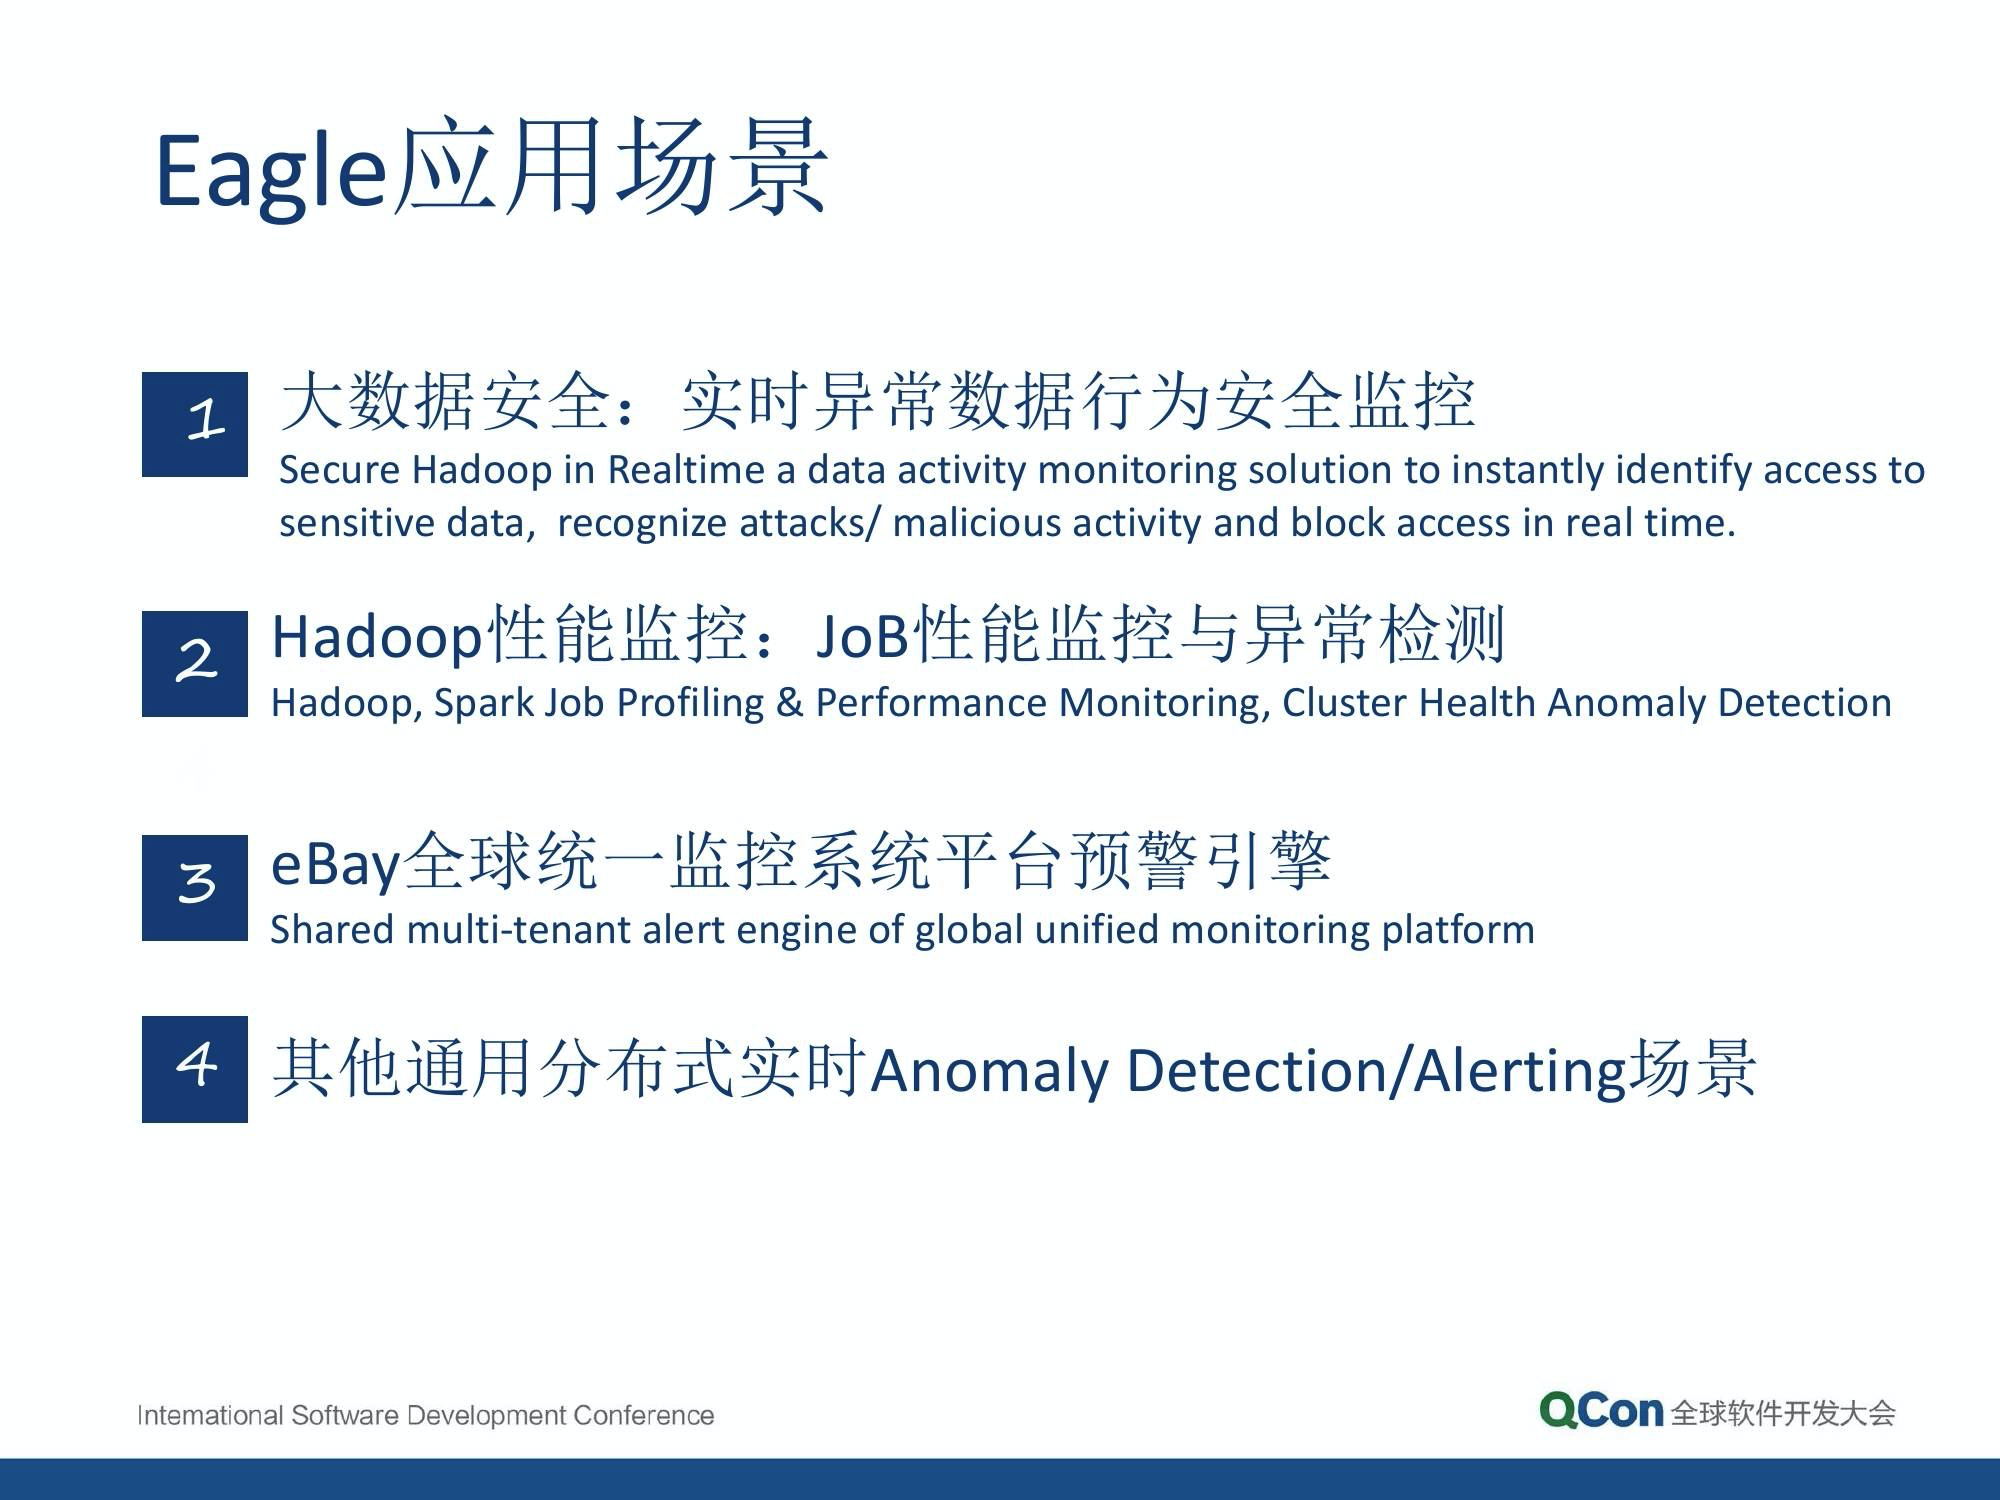 Eagle应用场景
1
大数据安全：实时异常数据行为安全监控
Secure Hadoop in Realtime a data activity monitoring solution to instantly identify access to
sensitive data,  recognize attacks/ malicious activity and block access in real time.
2
Hadoop性能监控：JoB性能监控与异常检测
Hadoop, Spark Job Profiling & Performance Monitoring, Cluster Health Anomaly Detection
3
eBay全球统一监控系统平台预警引擎
Shared multi-tenant alert engine of global unified monitoring platform
4
其他通用分布式实时Anomaly Detection/Alerting场景
International Software Development Conference
QCon全球软件开发大会